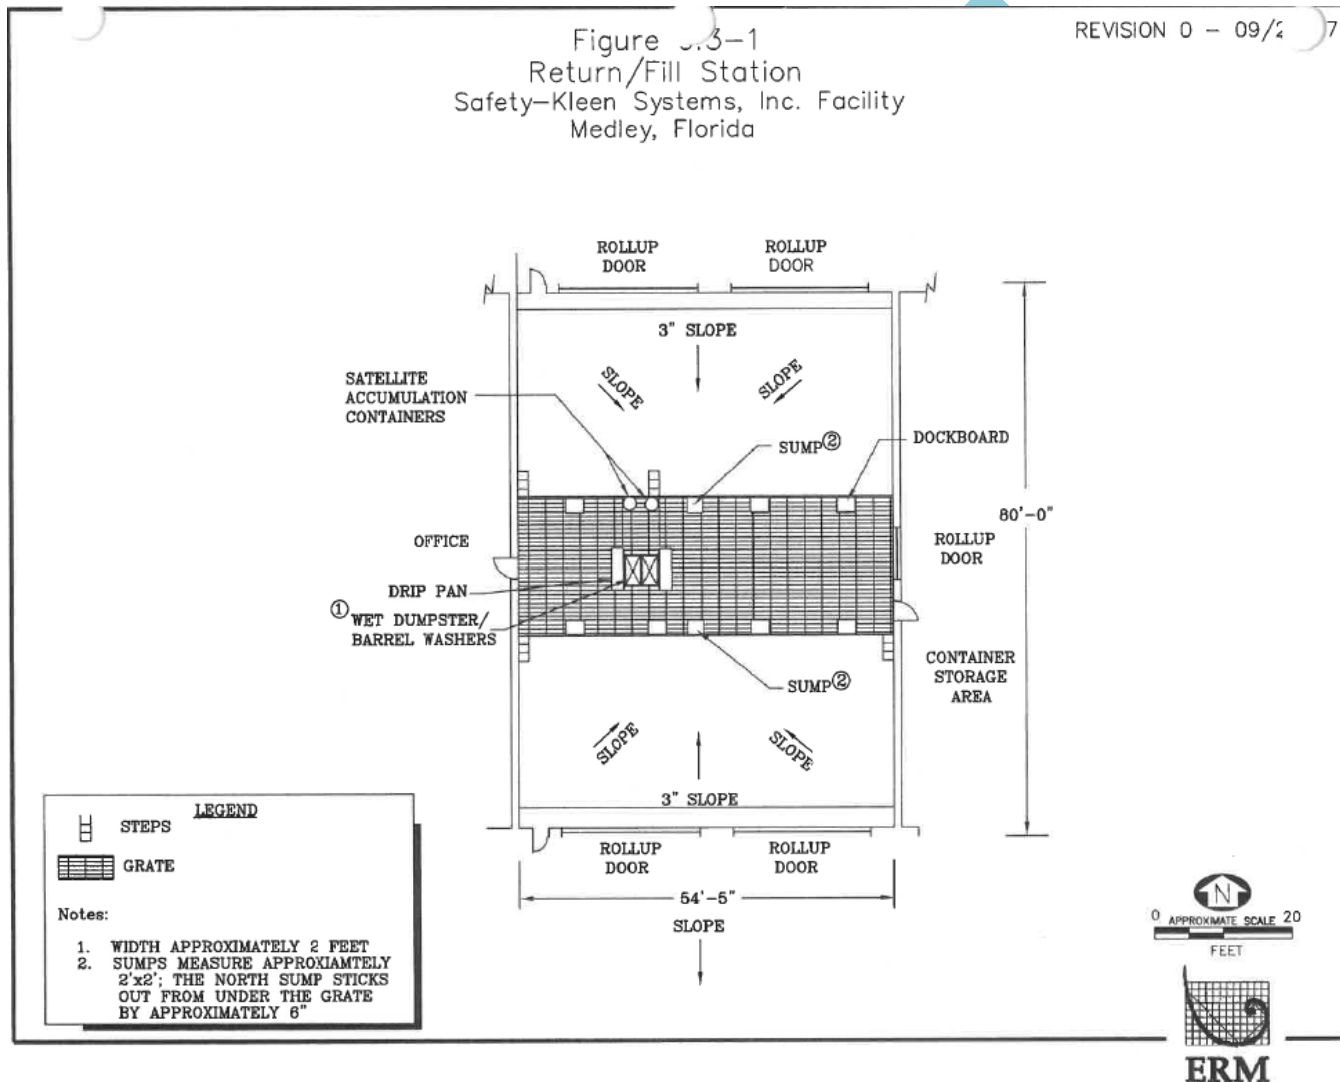 REVISION 0 – 09/
Figure .3–1
Return/Fill Station
Safety–Kleen Systems, Inc. Facility
Medley, Florida
ROLLUP
DOOR
ROLLUP
DOOR
3" SLOPE
SLOPE
SLOPE
SATELLITE
ACCUMULATION
CONTAINERS
SUMP②
DOCKBOARD
80'-0"
OFFICE
ROLLUP
DOOR
DRIP PAN
① WET DUMPSTER/
BARREL WASHERS
CONTAINER
STORAGE
AREA
SUMP②
SLOPE
SLOPE
3" SLOPE
ROLLUP
DOOR
ROLLUP
DOOR
54'-5"
SLOPE
LEGEND
STEPS
GRATE
Notes:
1. WIDTH APPROXIMATELY 2 FEET
2. SUMPS MEASURE APPROXIAMTELY
2'x2'; THE NORTH SUMP STICKS
OUT FROM UNDER THE GRATE
BY APPROXIMATELY 6"
N
0 APPROXIMATE SCALE 20
FEET
ERM